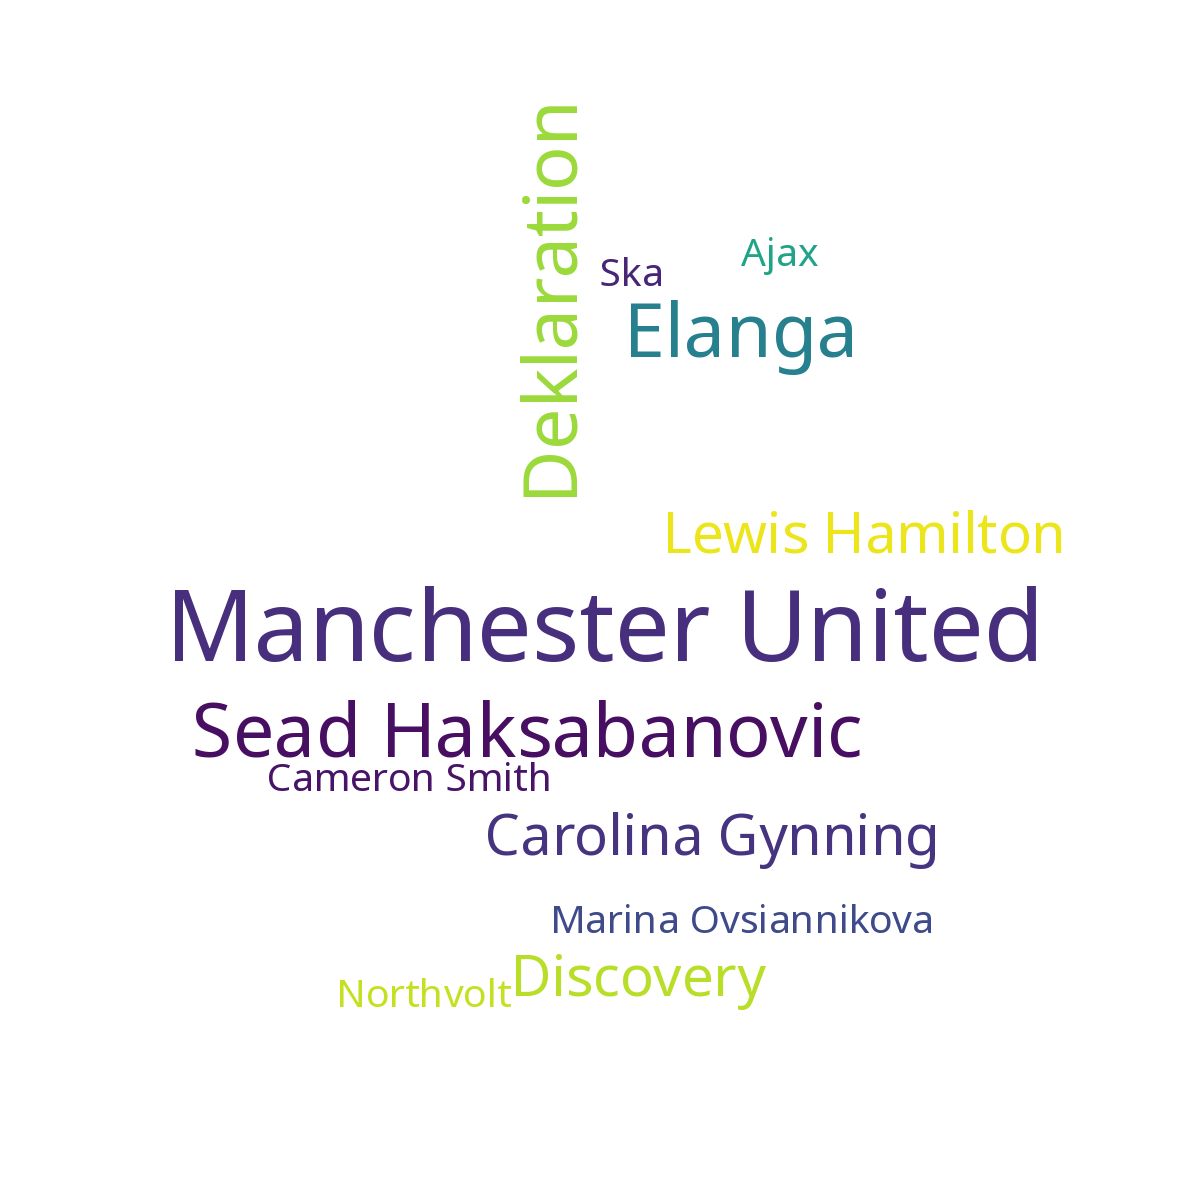 Deklaration
Ajax
Ska
Elanga
Lewis Hamilton
Manchester United
Sead Haksabanovic
Cameron Smith
Carolina Gynning
Marina Ovsiannikova
Discovery
Northvolt